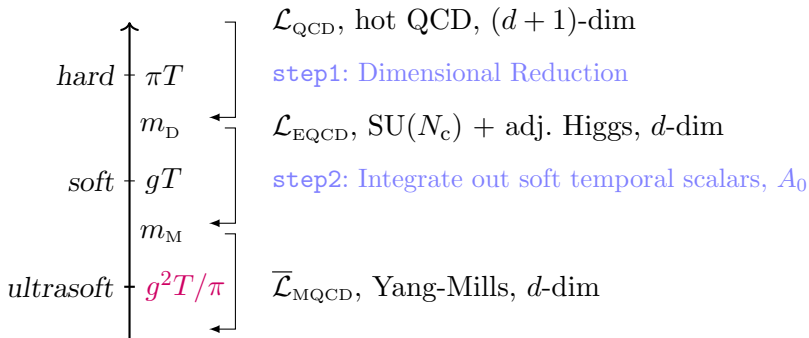 ℒ_QCD, hot QCD, (d + 1)-dim
hard πT step1: Dimensional Reduction
m_D ℒ_EQCD, SU(N_c) + adj. Higgs, d-dim
soft gT step2: Integrate out soft temporal scalars, A_0
m_M
ultrasoft g²T/π ℒ̅_MQCD, Yang-Mills, d-dim